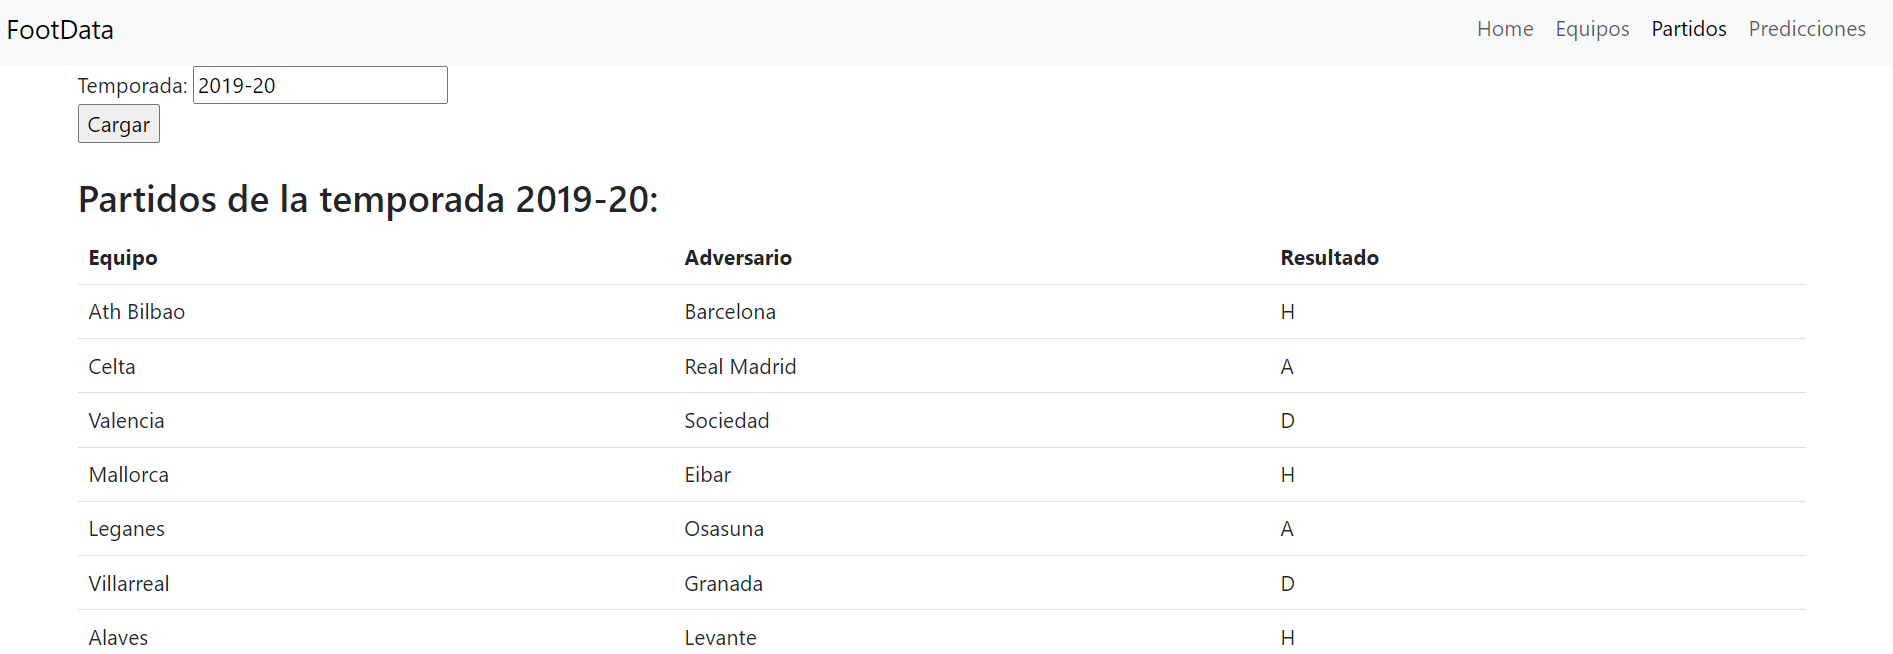 FootData Home Equipos Partidos Predicciones
Temporada: 2019-20
Cargar
Partidos de la temporada 2019-20:
Equipo Adversario Resultado
Ath Bilbao Barcelona H
Celta Real Madrid A
Valencia Sociedad D
Mallorca Eibar H
Leganes Osasuna A
Villarreal Granada D
Alaves Levante H